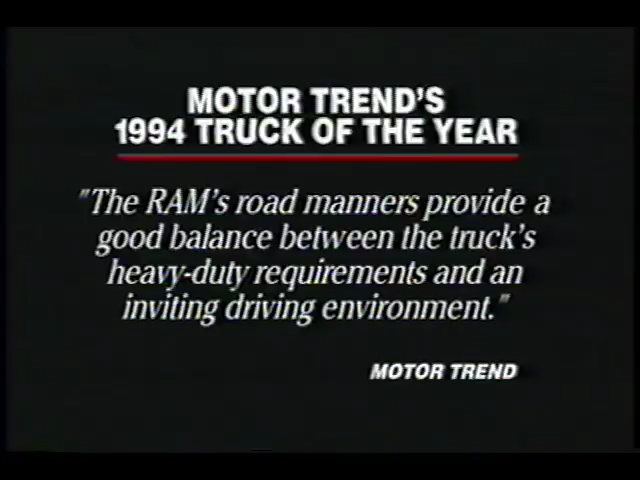 MOTOR TREND'S
1994 TRUCK OF THE YEAR
"The RAM's road manners provide a
good balance between the truck's
heavy-duty requirements and an
inviting driving environment."
MOTOR TREND